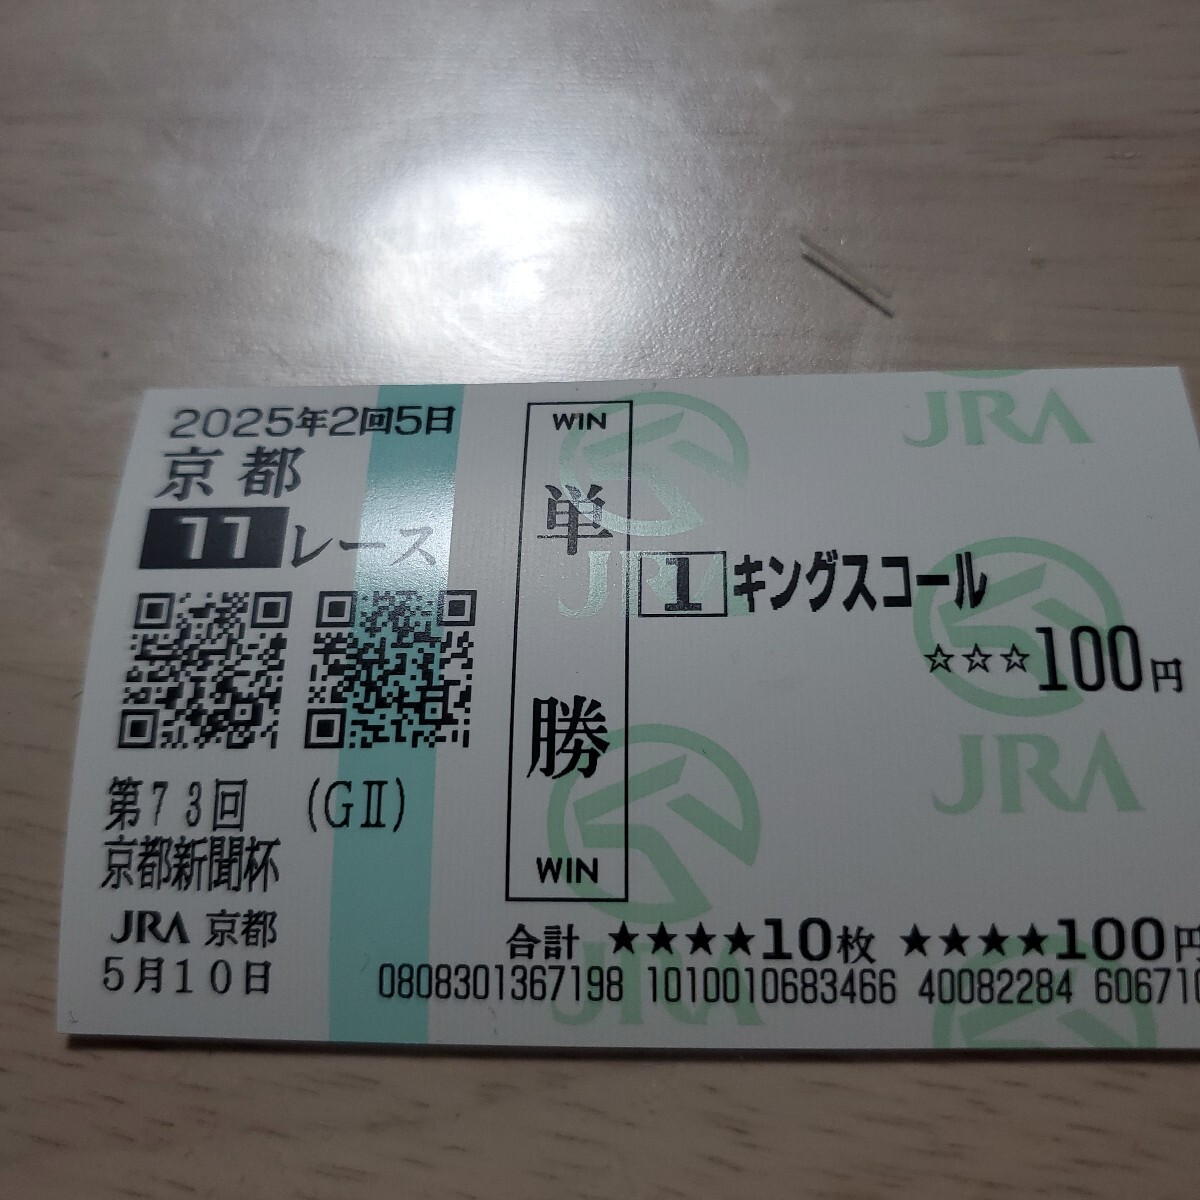 2025年2回5日
京都
11レース
第73回 (GⅡ)
京都新聞杯
JRA 京都
5月10日
WIN
単勝
WIN
1 キングスコール
☆☆☆100円
合計 ★★★★10枚 ★★★★100円
0808301367198 1010010683466 40082284 606710
JRA
JRA
JRA
JRA